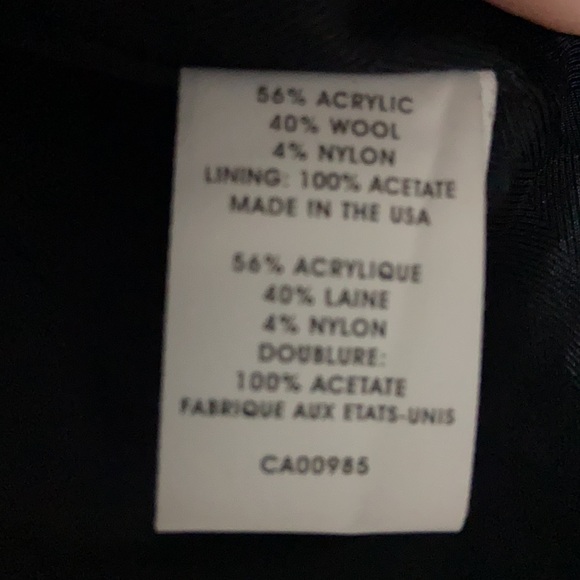 56% ACRYLIC
40% WOOL
4% NYLON
LINING: 100% ACETATE
MADE IN THE USA
56% ACRYLIQUE
40% LAINE
4% NYLON
DOUBLURE:
100% ACETATE
FABRIQUE AUX ETATS-UNIS
CA00985